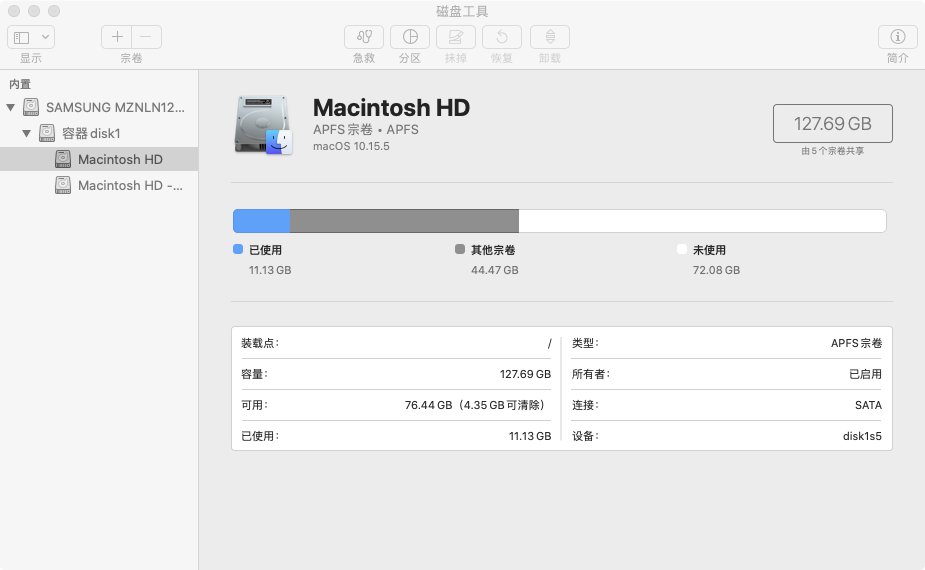 磁盘工具
显示
宗卷
急救
分区
抹掉
恢复
卸载
简介
内置
SAMSUNG MZNLN12...
容器 disk1
Macintosh HD
Macintosh HD -...
Macintosh HD
APFS 宗卷 • APFS
macOS 10.15.5
127.69 GB
由 5 个宗卷共享
已使用
11.13 GB
其他宗卷
44.47 GB
未使用
72.08 GB
装载点: /
容量: 127.69 GB
可用: 76.44 GB（4.35 GB 可清除）
已使用: 11.13 GB
类型: APFS 宗卷
所有者: 已启用
连接: SATA
设备: disk1s5